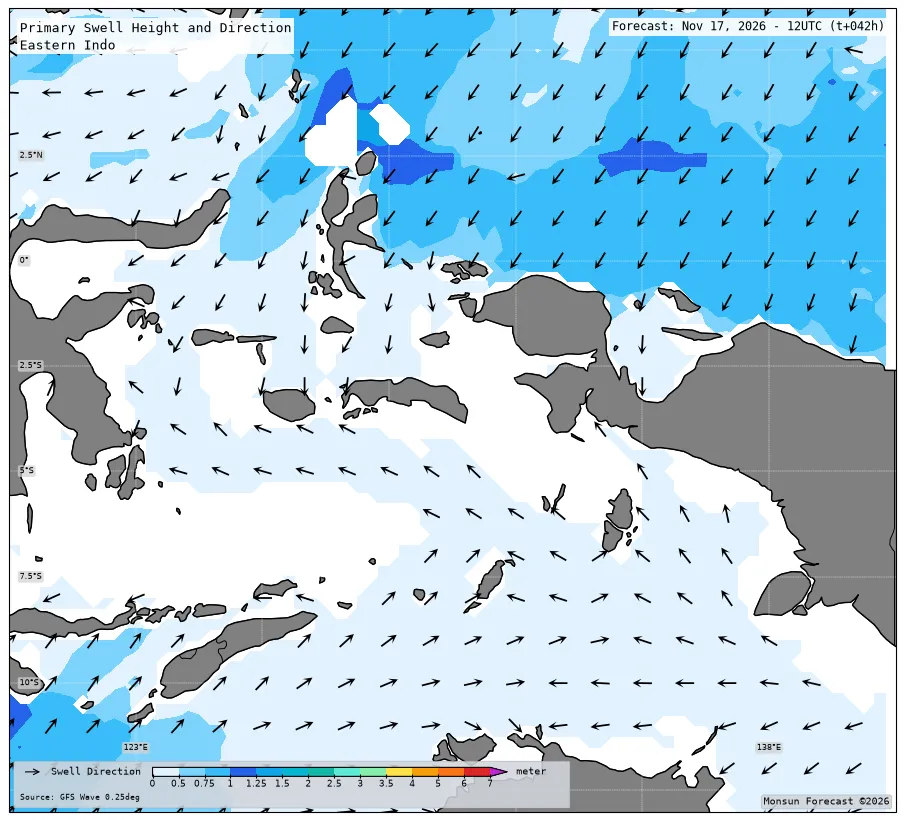 Primary Swell Height and Direction
Eastern Indo
Forecast: Nov 17, 2026 - 12UTC (t+042h)
2.5°N
0°
2.5°S
5°S
7.5°S
10°S
123°E
138°E
Swell Direction
0 0.5 0.75 1 1.25 1.5 2 2.5 3 3.5 4 5 6 7
meter
Source: GFS Wave 0.25deg
Monsun Forecast ©2026